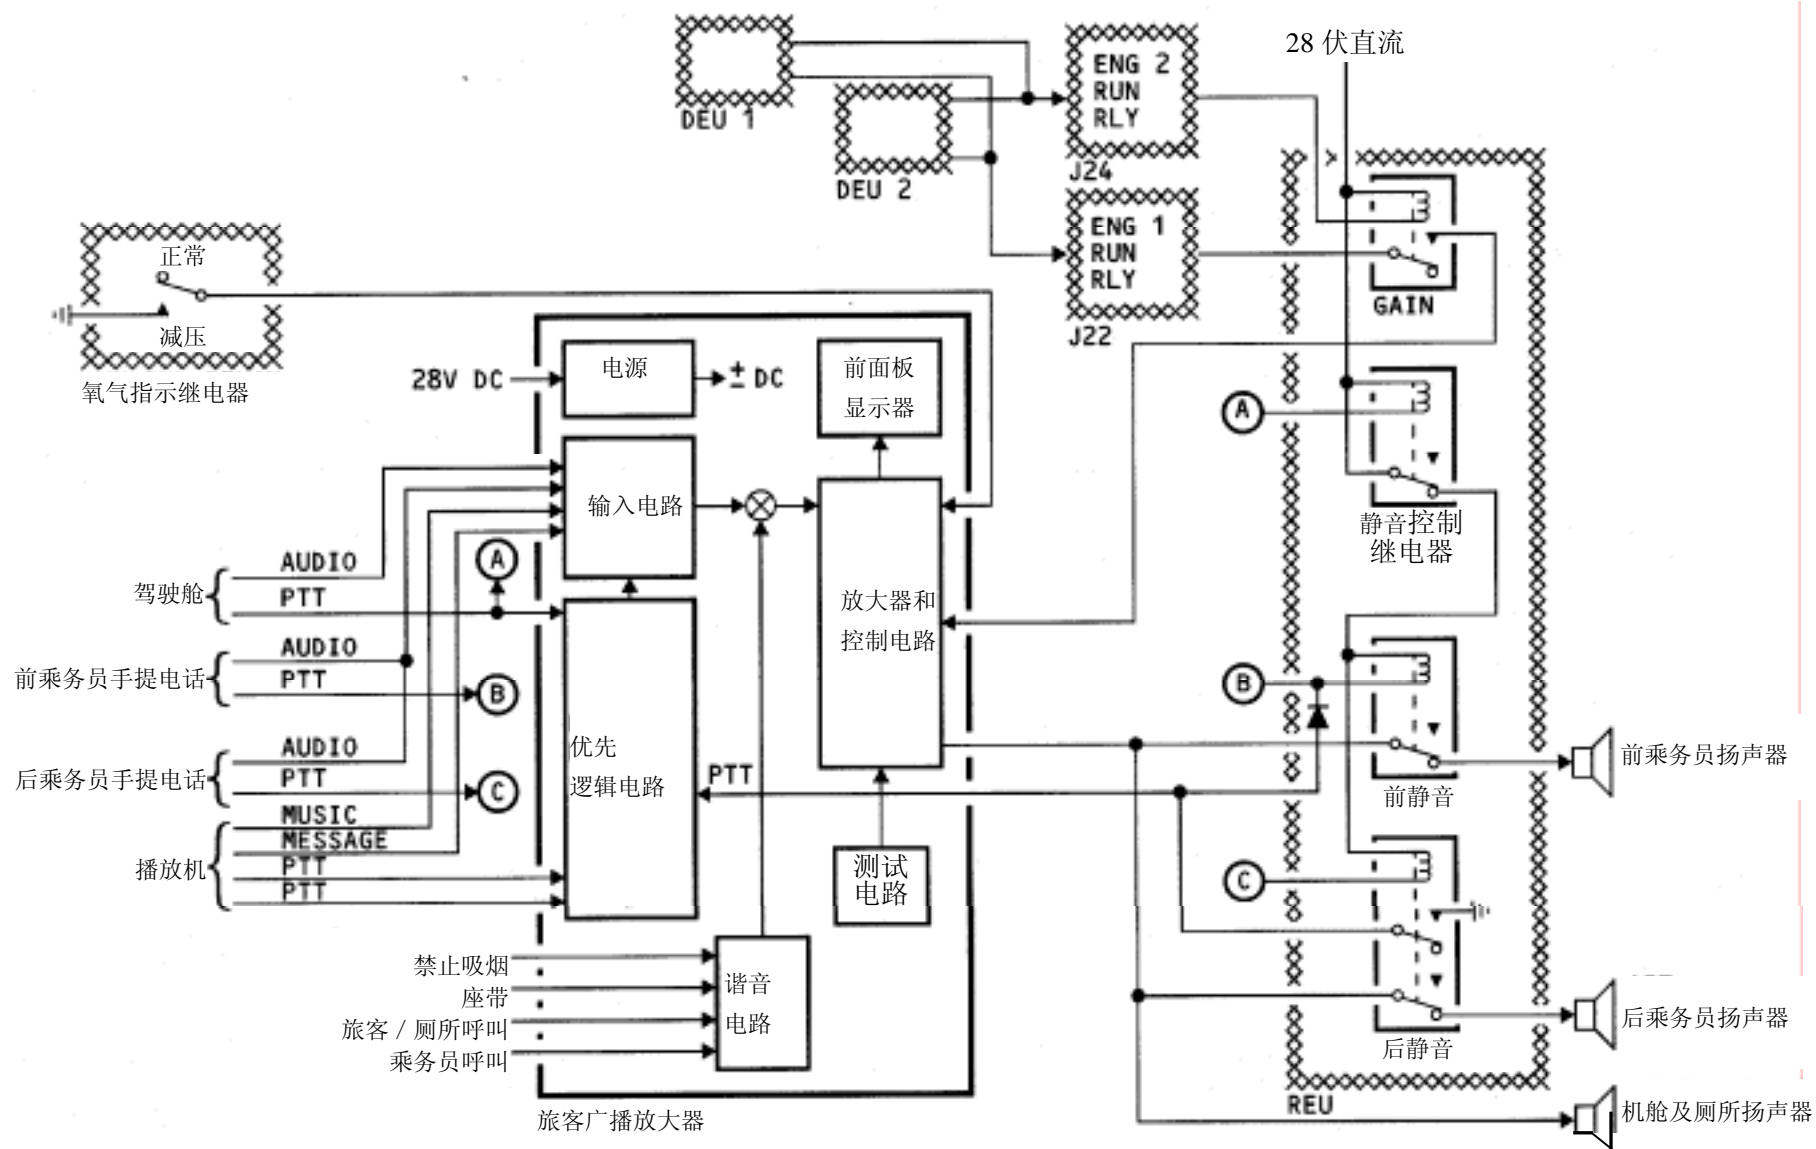 28 伏直流
DEU 1
DEU 2
ENG 2
RUN
RLY
J24
ENG 1
RUN
RLY
J22
GAIN
正常
减压
氧气指示继电器
28V DC
电源
± DC
前面板
显示器
输入电路
放大器和
控制电路
优先
逻辑电路
PTT
测试
电路
谐音
电路
旅客广播放大器
驾驶舱
AUDIO
PTT
A
前乘务员手提电话
AUDIO
PTT
B
后乘务员手提电话
AUDIO
PTT
C
播放机
MUSIC
MESSAGE
PTT
PTT
禁止吸烟
座带
旅客／厕所呼叫
乘务员呼叫
A
静音控制
继电器
B
前静音
C
后静音
REU
前乘务员扬声器
后乘务员扬声器
机舱及厕所扬声器